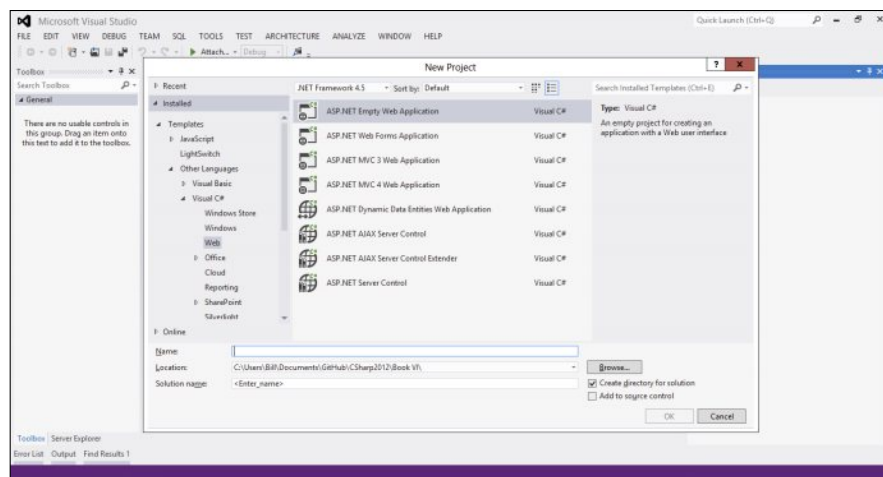 Microsoft Visual Studio
Quick Launch (Ctrl+Q)
FILE EDIT VIEW DEBUG TEAM SQL TOOLS TEST ARCHITECTURE ANALYZE WINDOW HELP
Attach... Debug
Toolbox
Search Toolbox
General
There are no usable controls in
this group. Drag an item onto
this text to add it to the toolbox.
New Project
? x
Recent
Installed
Templates
JavaScript
LightSwitch
Other Languages
Visual Basic
Visual C#
Windows Store
Windows
Web
Office
Cloud
Reporting
SharePoint
Silverlight
Online
.NET Framework 4.5 Sort by: Default
ASP.NET Empty Web Application Visual C#
ASP.NET Web Forms Application Visual C#
ASP.NET MVC 3 Web Application Visual C#
ASP.NET MVC 4 Web Application Visual C#
ASP.NET Dynamic Data Entities Web Application Visual C#
ASP.NET AJAX Server Control Visual C#
ASP.NET AJAX Server Control Extender Visual C#
ASP.NET Server Control Visual C#
Search Installed Templates (Ctrl+E)
Type: Visual C#
An empty project for creating an
application with a Web user interface
Name:
Location: C:\Users\Bill\Documents\GitHub\CSharp2012\Book VI\
Browse...
Solution name: <Enter_name>
Create directory for solution
Add to source control
OK Cancel
Toolbox Server Explorer
Error List Output Find Results 1